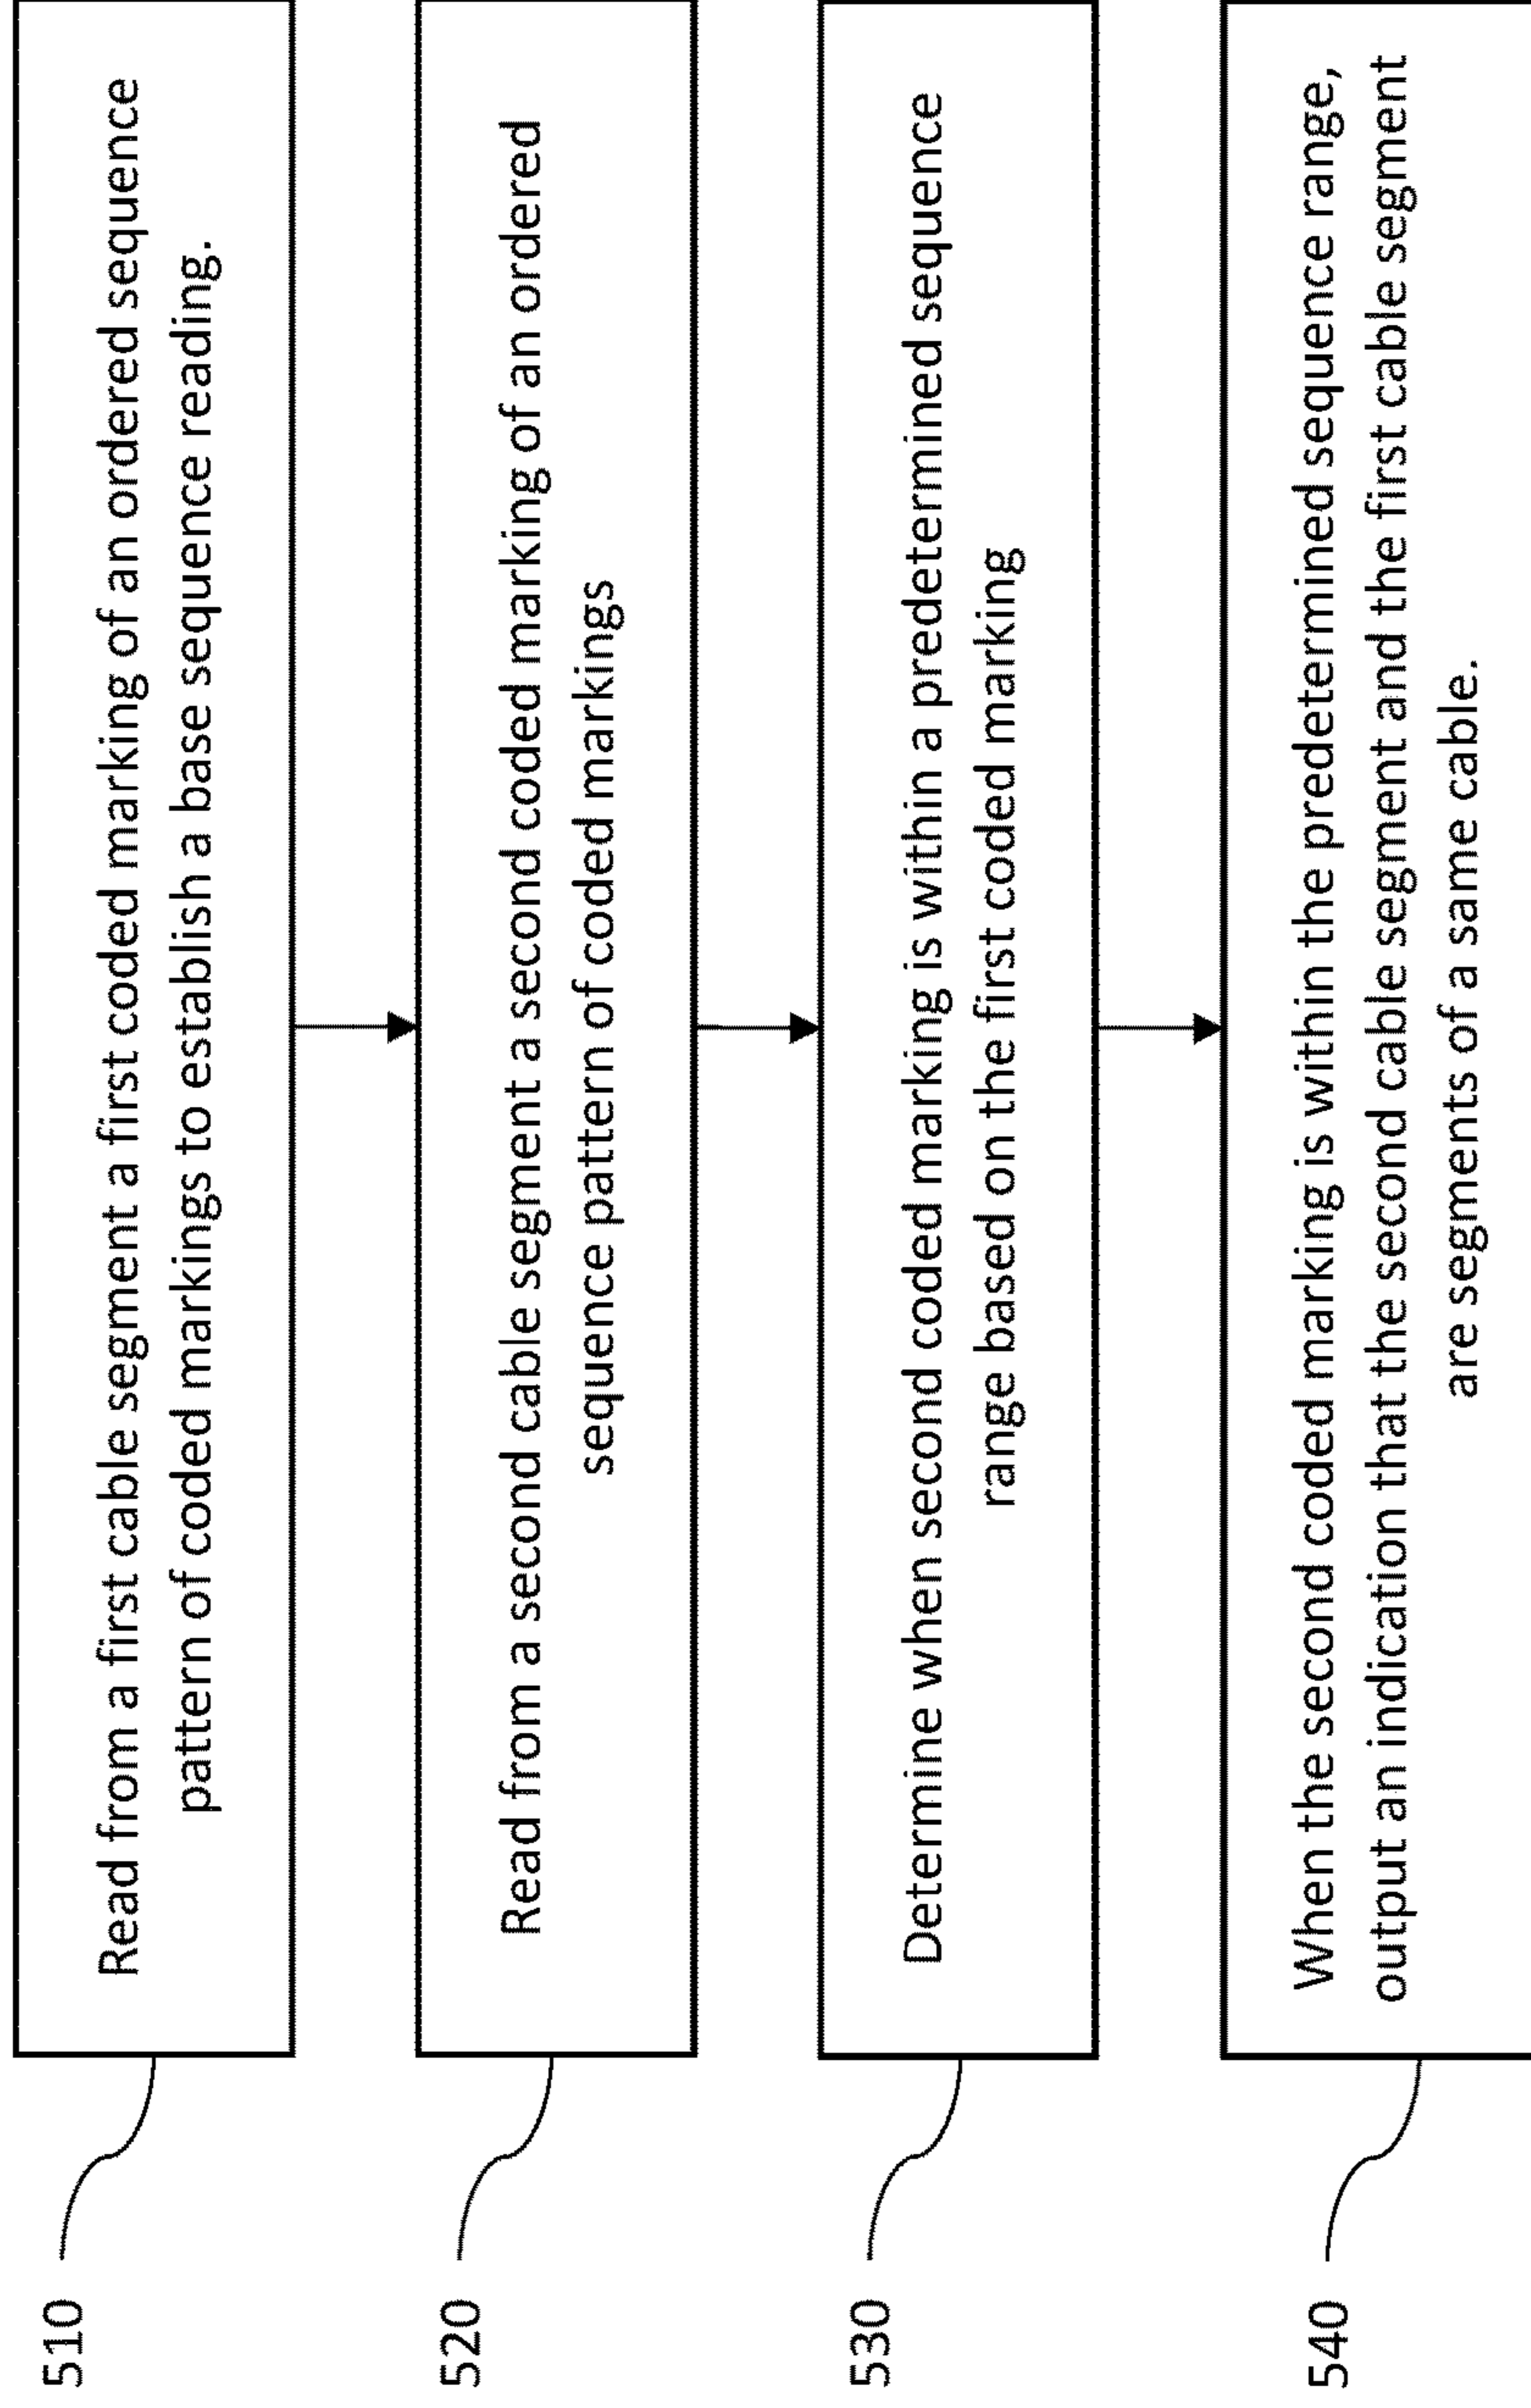 510
Read from a first cable segment a first coded marking of an ordered sequence
pattern of coded markings to establish a base sequence reading.
520
Read from a second cable segment a second coded marking of an ordered
sequence pattern of coded markings
530
Determine when second coded marking is within a predetermined sequence
range based on the first coded marking
540
When the second coded marking is within the predetermined sequence range,
output an indication that the second cable segment and the first cable segment
are segments of a same cable.